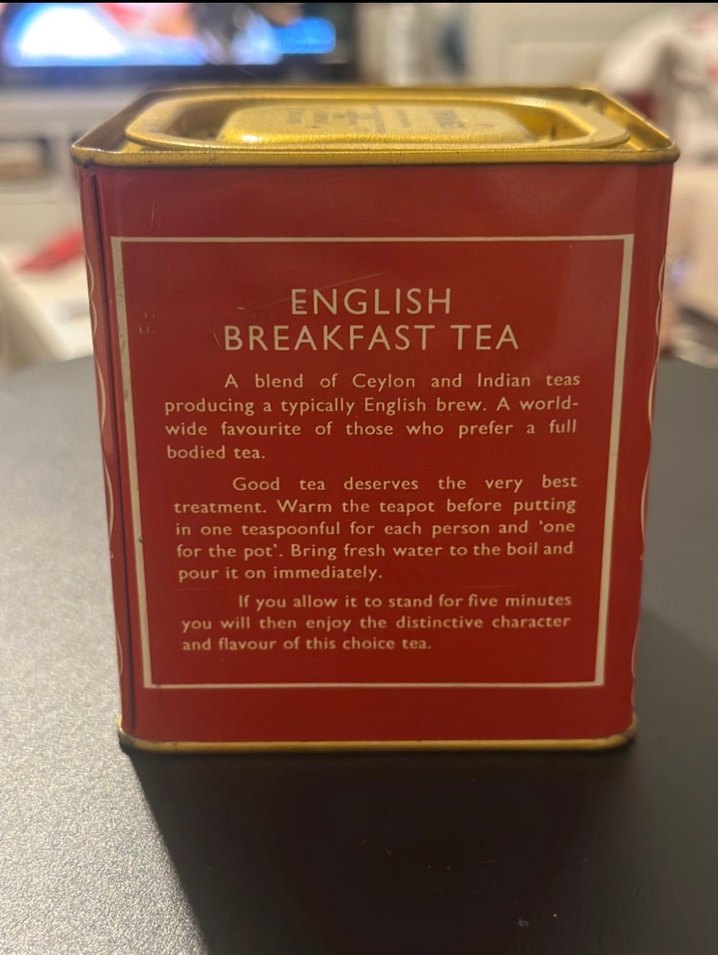 ENGLISH
BREAKFAST TEA
A blend of Ceylon and Indian teas
producing a typically English brew. A world-
wide favourite of those who prefer a full
bodied tea.
Good tea deserves the very best
treatment. Warm the teapot before putting
in one teaspoonful for each person and ‘one
for the pot’. Bring fresh water to the boil and
pour it on immediately.
If you allow it to stand for five minutes
you will then enjoy the distinctive character
and flavour of this choice tea.